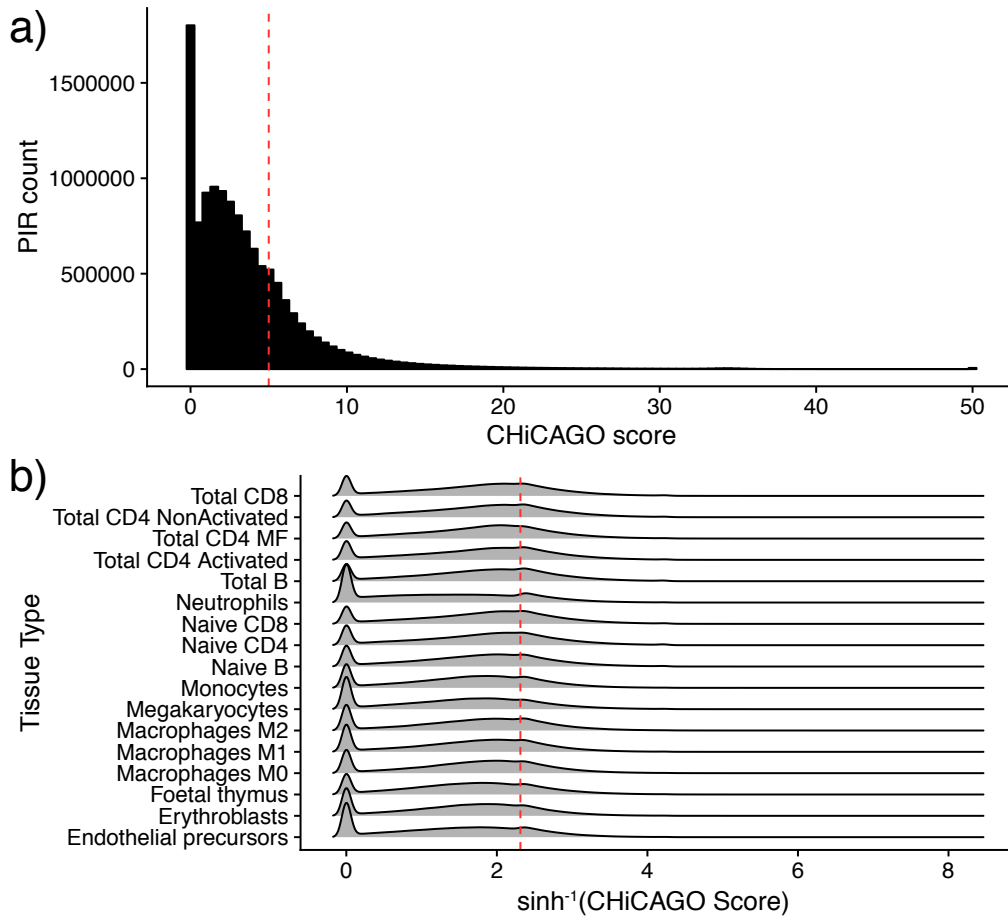 a)
PIR count
1500000
1000000
500000
0
0 10 20 30 40 50
CHiCAGO score
b)
Tissue Type
Total CD8
Total CD4 NonActivated
Total CD4 MF
Total CD4 Activated
Total B
Neutrophils
Naive CD8
Naive CD4
Naive B
Monocytes
Megakaryocytes
Macrophages M2
Macrophages M1
Macrophages M0
Foetal thymus
Erythroblasts
Endothelial precursors
0 2 4 6 8
sinh⁻¹(CHiCAGO Score)